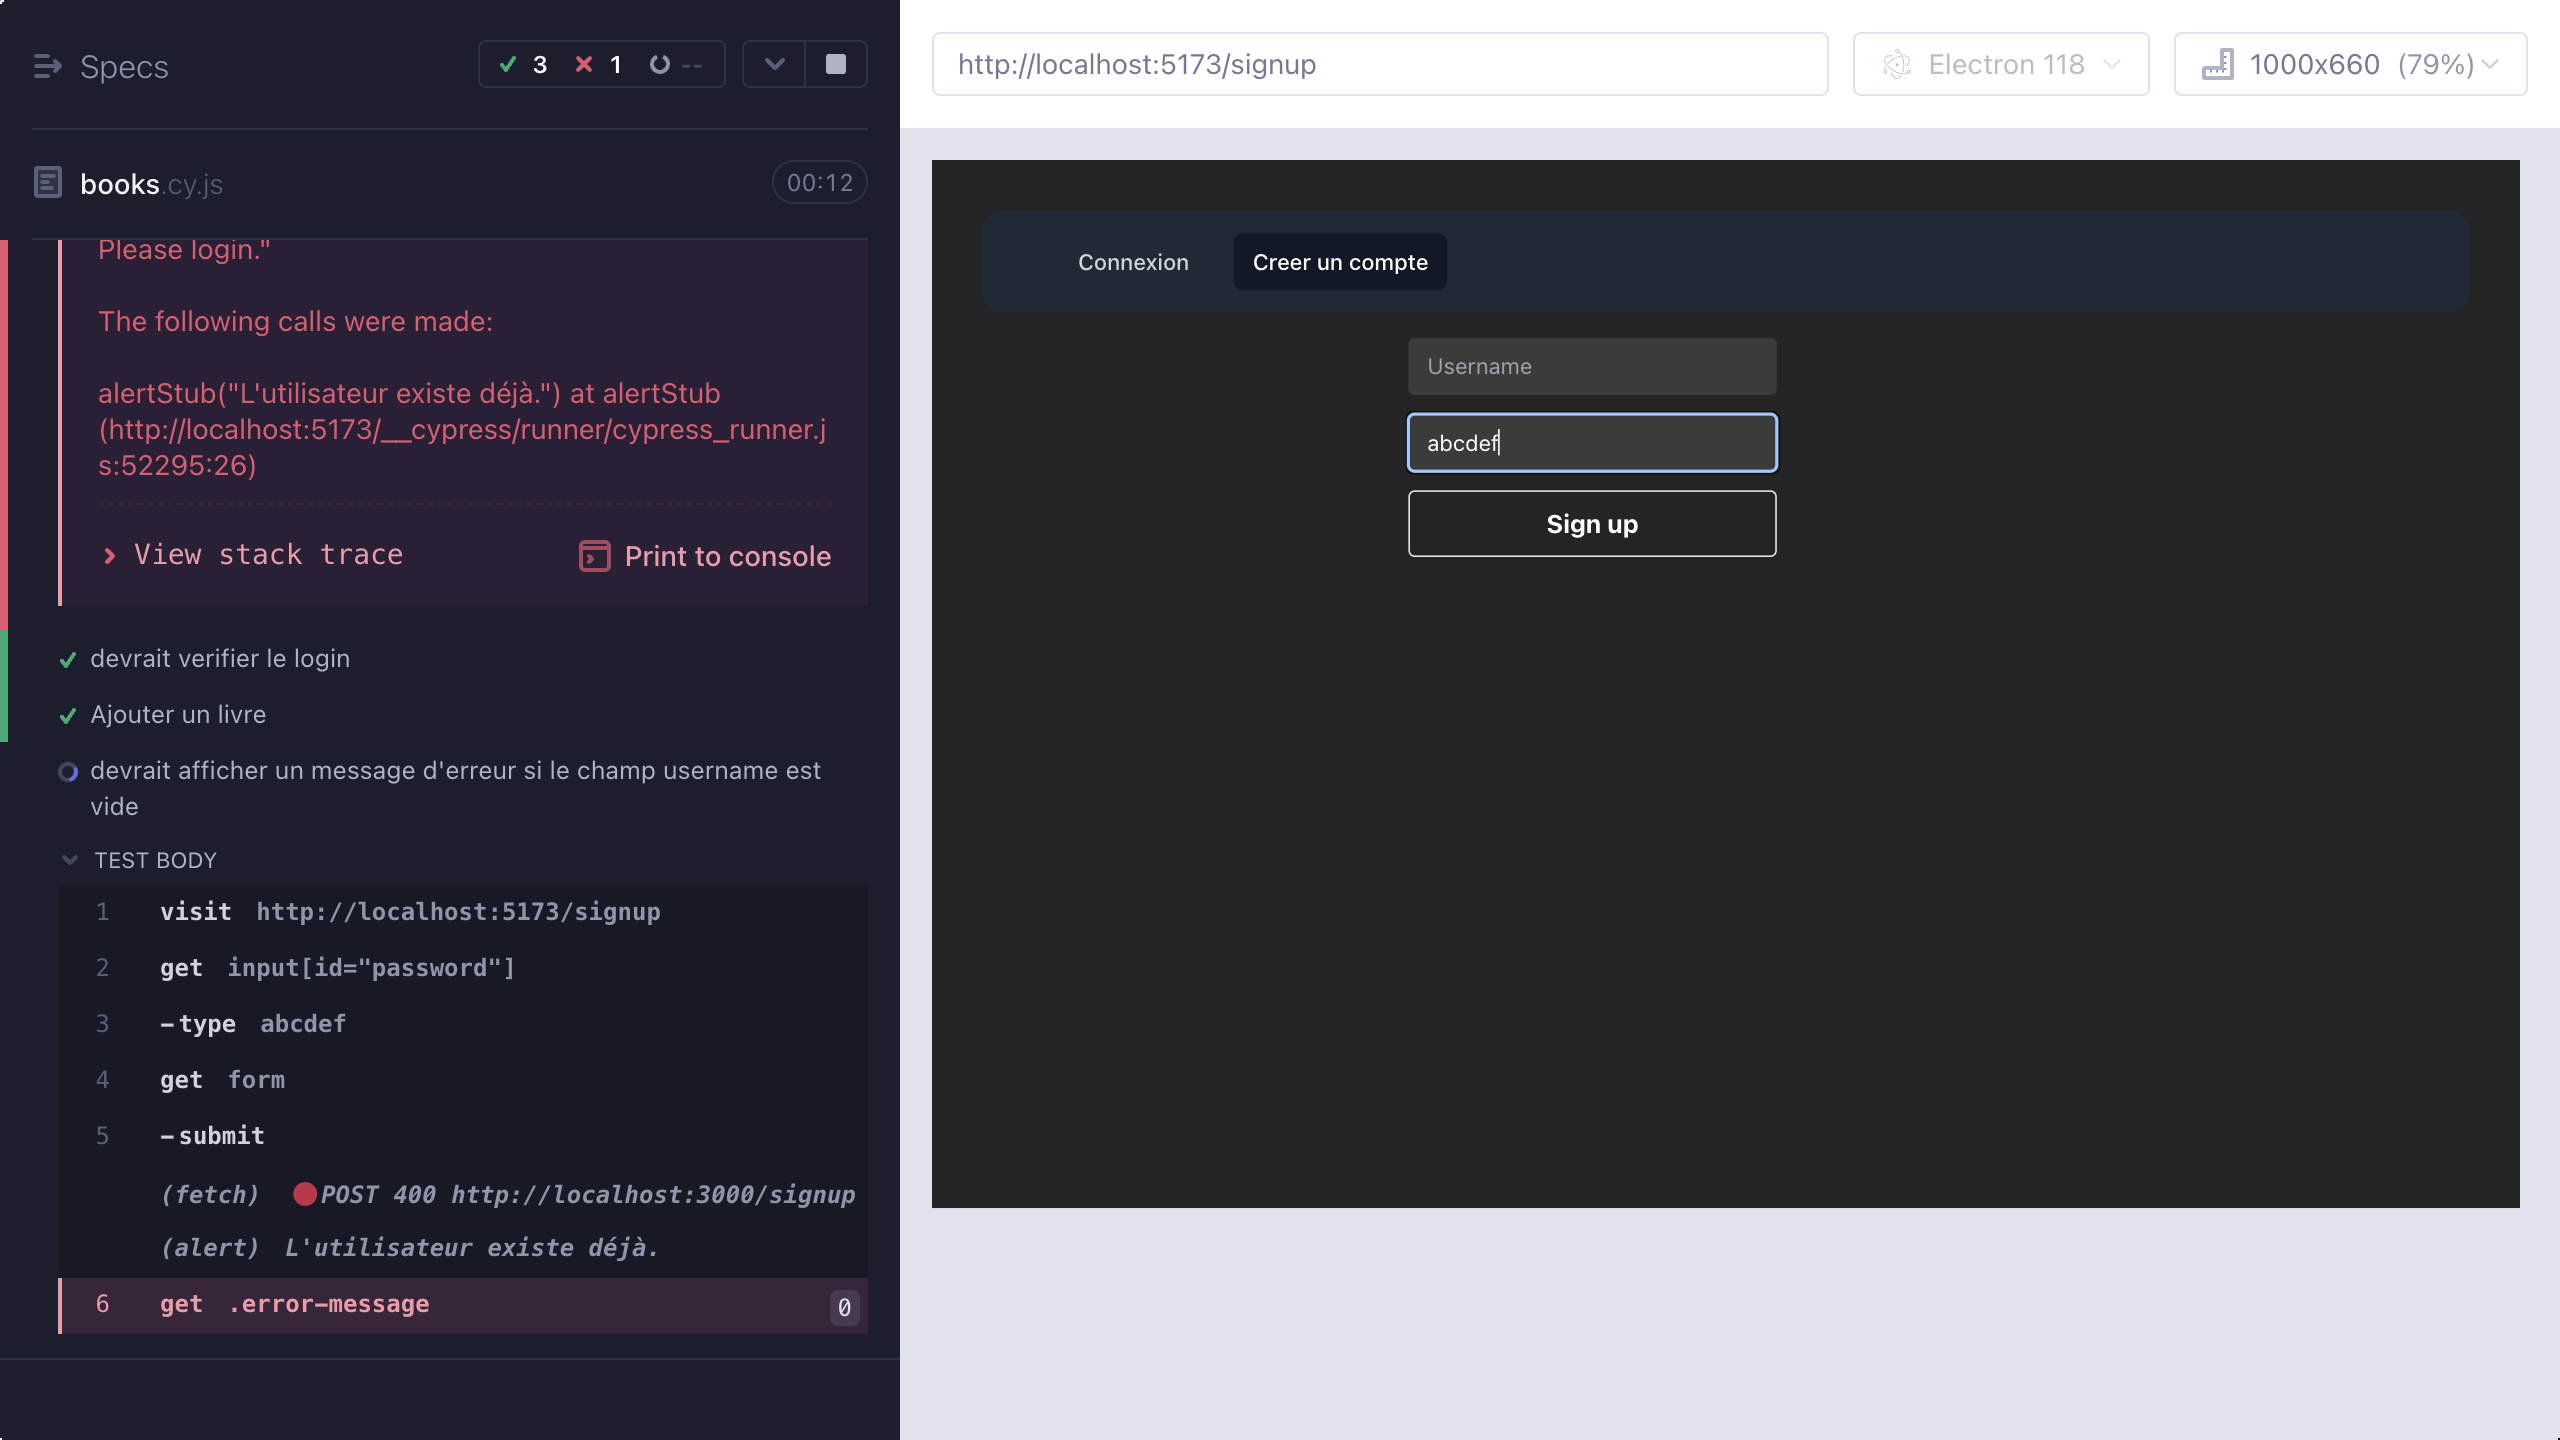 Specs
3 1 --
books.cy.js
00:12
Please login."
The following calls were made:
alertStub("L'utilisateur existe déjà.") at alertStub
(http://localhost:5173/__cypress/runner/cypress_runner.j
s:52295:26)
View stack trace
Print to console
devrait verifier le login
Ajouter un livre
devrait afficher un message d'erreur si le champ username est
vide
TEST BODY
1 visit http://localhost:5173/signup
2 get input[id="password"]
3 -type abcdef
4 get form
5 -submit
(fetch) POST 400 http://localhost:3000/signup
(alert) L'utilisateur existe déjà.
6 get .error-message 0
http://localhost:5173/signup
Electron 118
1000x660 (79%)
Connexion
Creer un compte
Username
abcdef
Sign up